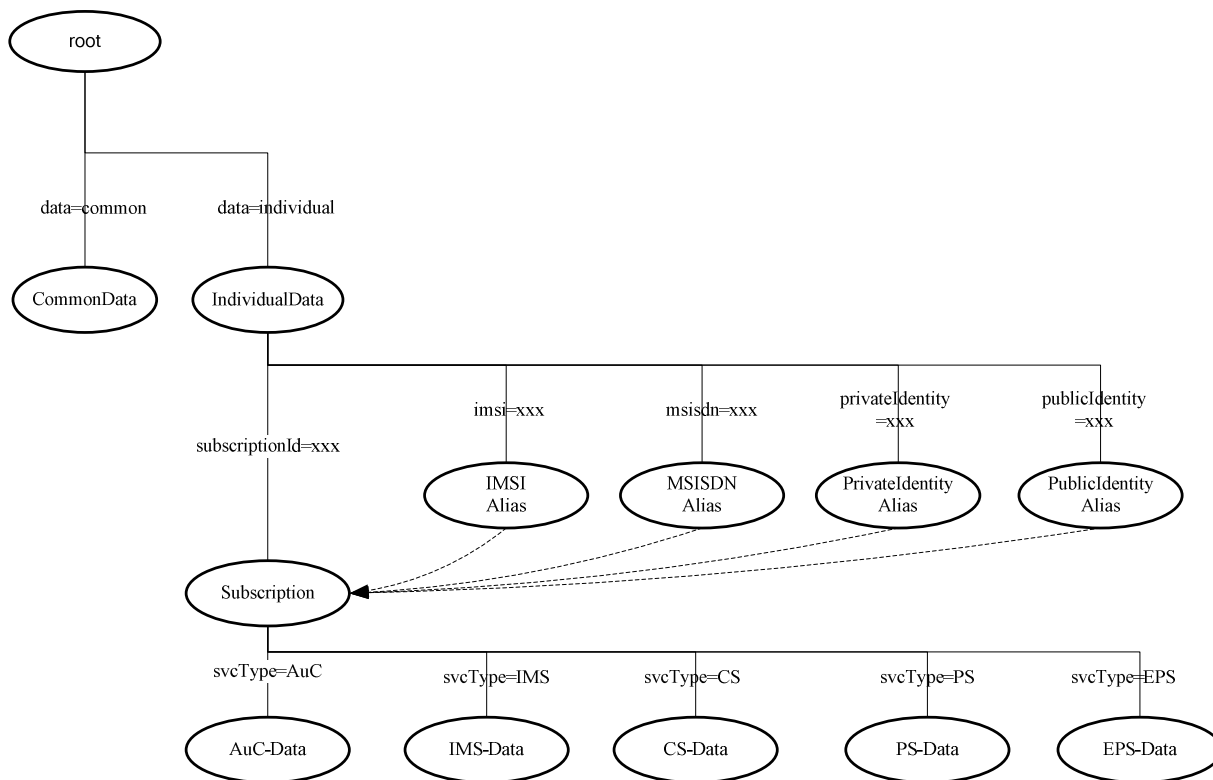 root
data=common
data=individual
CommonData
IndividualData
imsi=xxx
msisdn=xxx
privateIdentity
=xxx
publicIdentity
=xxx
subscriptionId=xxx
IMSI
Alias
MSISDN
Alias
PrivateIdentity
Alias
PublicIdentity
Alias
Subscription
svcType=AuC
svcType=IMS
svcType=CS
svcType=PS
svcType=EPS
AuC-Data
IMS-Data
CS-Data
PS-Data
EPS-Data